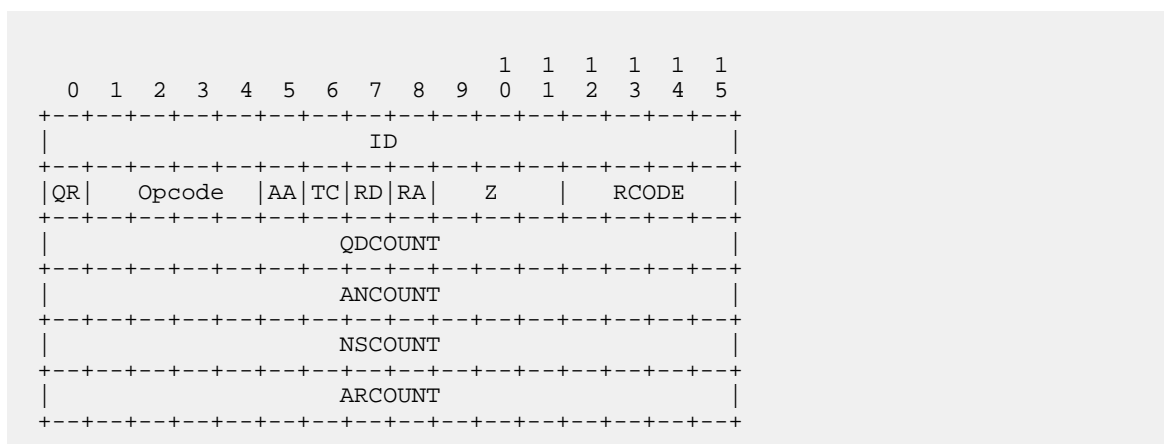 1  1  1  1  1  1
  0  1  2  3  4  5  6  7  8  9  0  1  2  3  4  5
+--+--+--+--+--+--+--+--+--+--+--+--+--+--+--+--+
|                      ID                       |
+--+--+--+--+--+--+--+--+--+--+--+--+--+--+--+--+
|QR|   Opcode  |AA|TC|RD|RA|   Z    |   RCODE   |
+--+--+--+--+--+--+--+--+--+--+--+--+--+--+--+--+
|                    QDCOUNT                    |
+--+--+--+--+--+--+--+--+--+--+--+--+--+--+--+--+
|                    ANCOUNT                    |
+--+--+--+--+--+--+--+--+--+--+--+--+--+--+--+--+
|                    NSCOUNT                    |
+--+--+--+--+--+--+--+--+--+--+--+--+--+--+--+--+
|                    ARCOUNT                    |
+--+--+--+--+--+--+--+--+--+--+--+--+--+--+--+--+